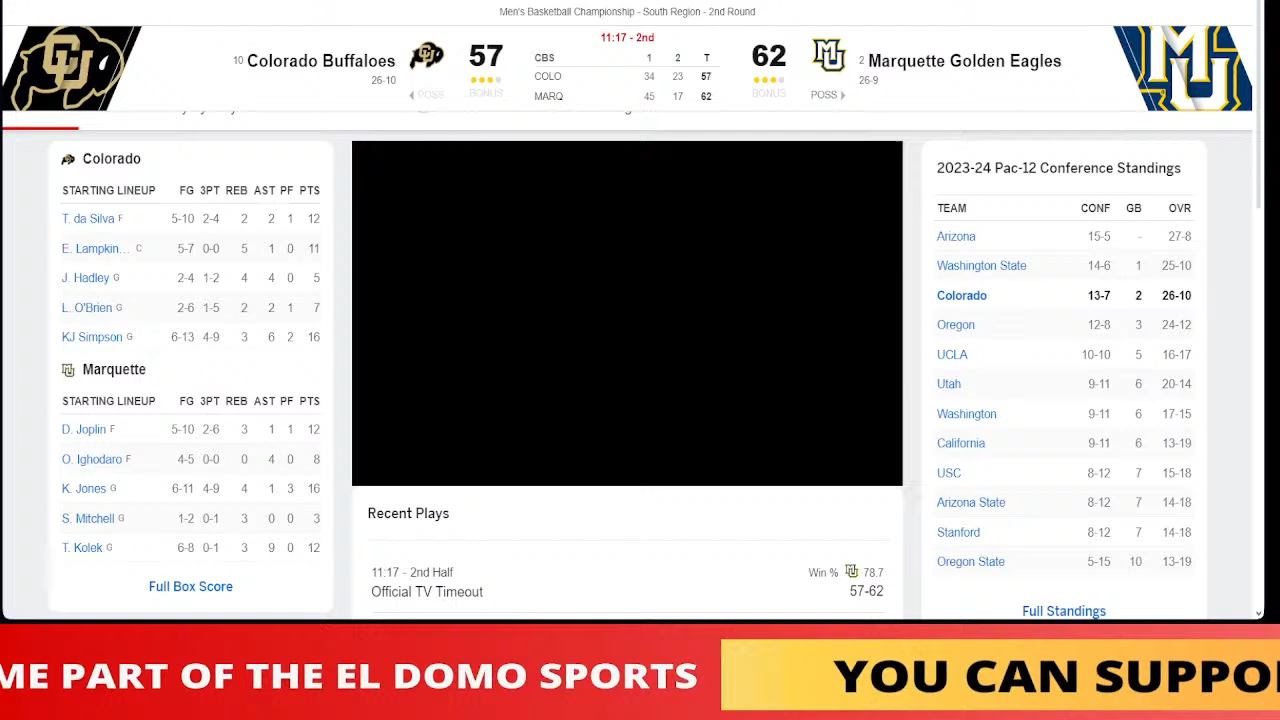 Men's Basketball Championship - South Region - 2nd Round
10 Colorado Buffaloes
26-10
POSS
57
BONUS
11:17 - 2nd
CBS 1 2 T
COLO 34 23 57
MARQ 45 17 62
62
BONUS
2 Marquette Golden Eagles
26-9
POSS
Colorado
STARTING LINEUP FG 3PT REB AST PF PTS
T. da Silva F 5-10 2-4 2 2 1 12
E. Lampkin... C 5-7 0-0 5 1 0 11
J. Hadley G 2-4 1-2 4 4 0 5
L. O'Brien G 2-6 1-5 2 2 1 7
KJ Simpson G 6-13 4-9 3 6 2 16
Marquette
STARTING LINEUP FG 3PT REB AST PF PTS
D. Joplin F 5-10 2-6 3 1 1 12
O. Ighodaro F 4-5 0-0 0 4 0 8
K. Jones G 6-11 4-9 4 1 3 16
S. Mitchell G 1-2 0-1 3 0 0 3
T. Kolek G 6-8 0-1 3 9 0 12
Full Box Score
Recent Plays
11:17 - 2nd Half
Official TV Timeout
Win % 78.7
57-62
2023-24 Pac-12 Conference Standings
TEAM CONF GB OVR
Arizona 15-5 - 27-8
Washington State 14-6 1 25-10
Colorado 13-7 2 26-10
Oregon 12-8 3 24-12
UCLA 10-10 5 16-17
Utah 9-11 6 20-14
Washington 9-11 6 17-15
California 9-11 6 13-19
USC 8-12 7 15-18
Arizona State 8-12 7 14-18
Stanford 8-12 7 14-18
Oregon State 5-15 10 13-19
Full Standings
ME PART OF THE EL DOMO SPORTS
YOU CAN SUPPO